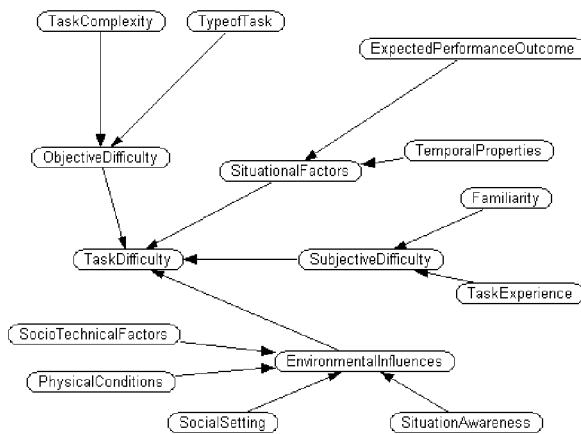 TaskComplexity
TypeofTask
ExpectedPerformanceOutcome
ObjectiveDifficulty
TemporalProperties
SituationalFactors
Familiarity
TaskDifficulty
SubjectiveDifficulty
TaskExperience
SocioTechnicalFactors
EnvironmentalInfluences
PhysicalConditions
SocialSetting
SituationAwareness